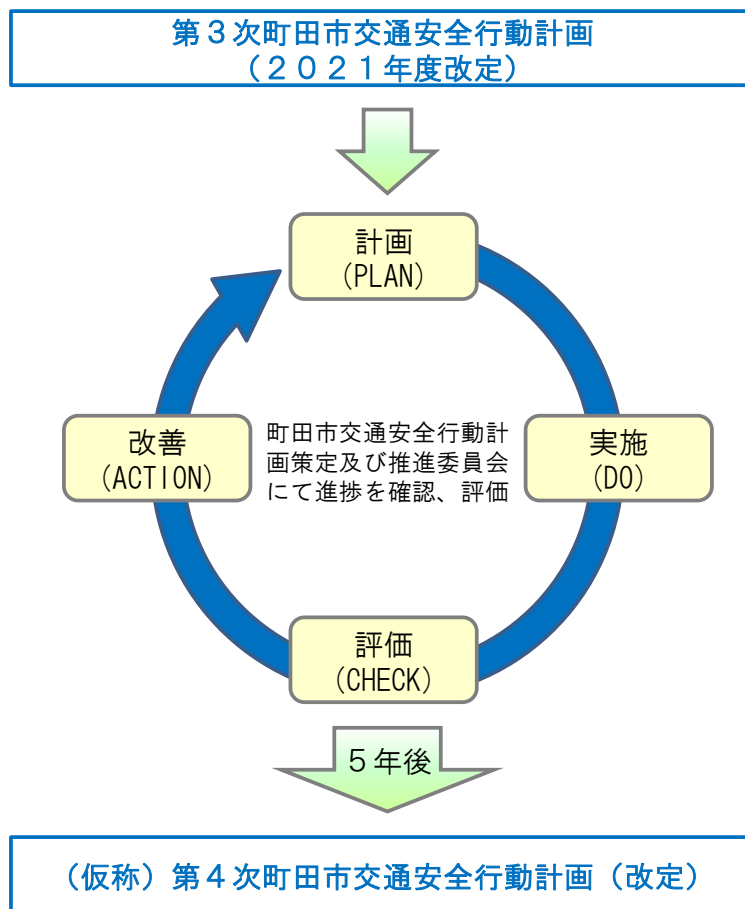 第３次町田市交通安全行動計画
（２０２１年度改定）
計画
(PLAN)
改善
(ACTION)
町田市交通安全行動計
画策定及び推進委員会
にて進捗を確認、評価
実施
(DO)
評価
(CHECK)
５年後
（仮称）第４次町田市交通安全行動計画（改定）